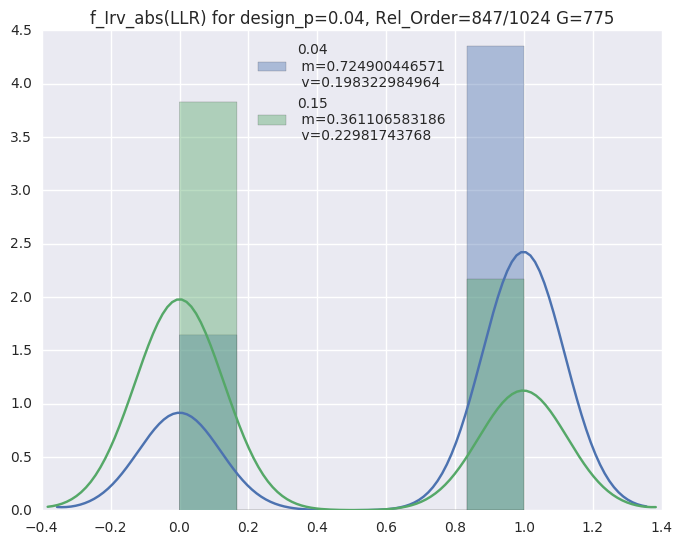 f_Irv_abs(LLR) for design_p=0.04, Rel_Order=847/1024 G=775
4.5
4.0
3.5
3.0
2.5
2.0
1.5
1.0
0.5
0.0
0.04
m=0.724900446571
v=0.198322984964
0.15
m=0.361106583186
v=0.22981743768
−0.4 −0.2 0.0 0.2 0.4 0.6 0.8 1.0 1.2 1.4